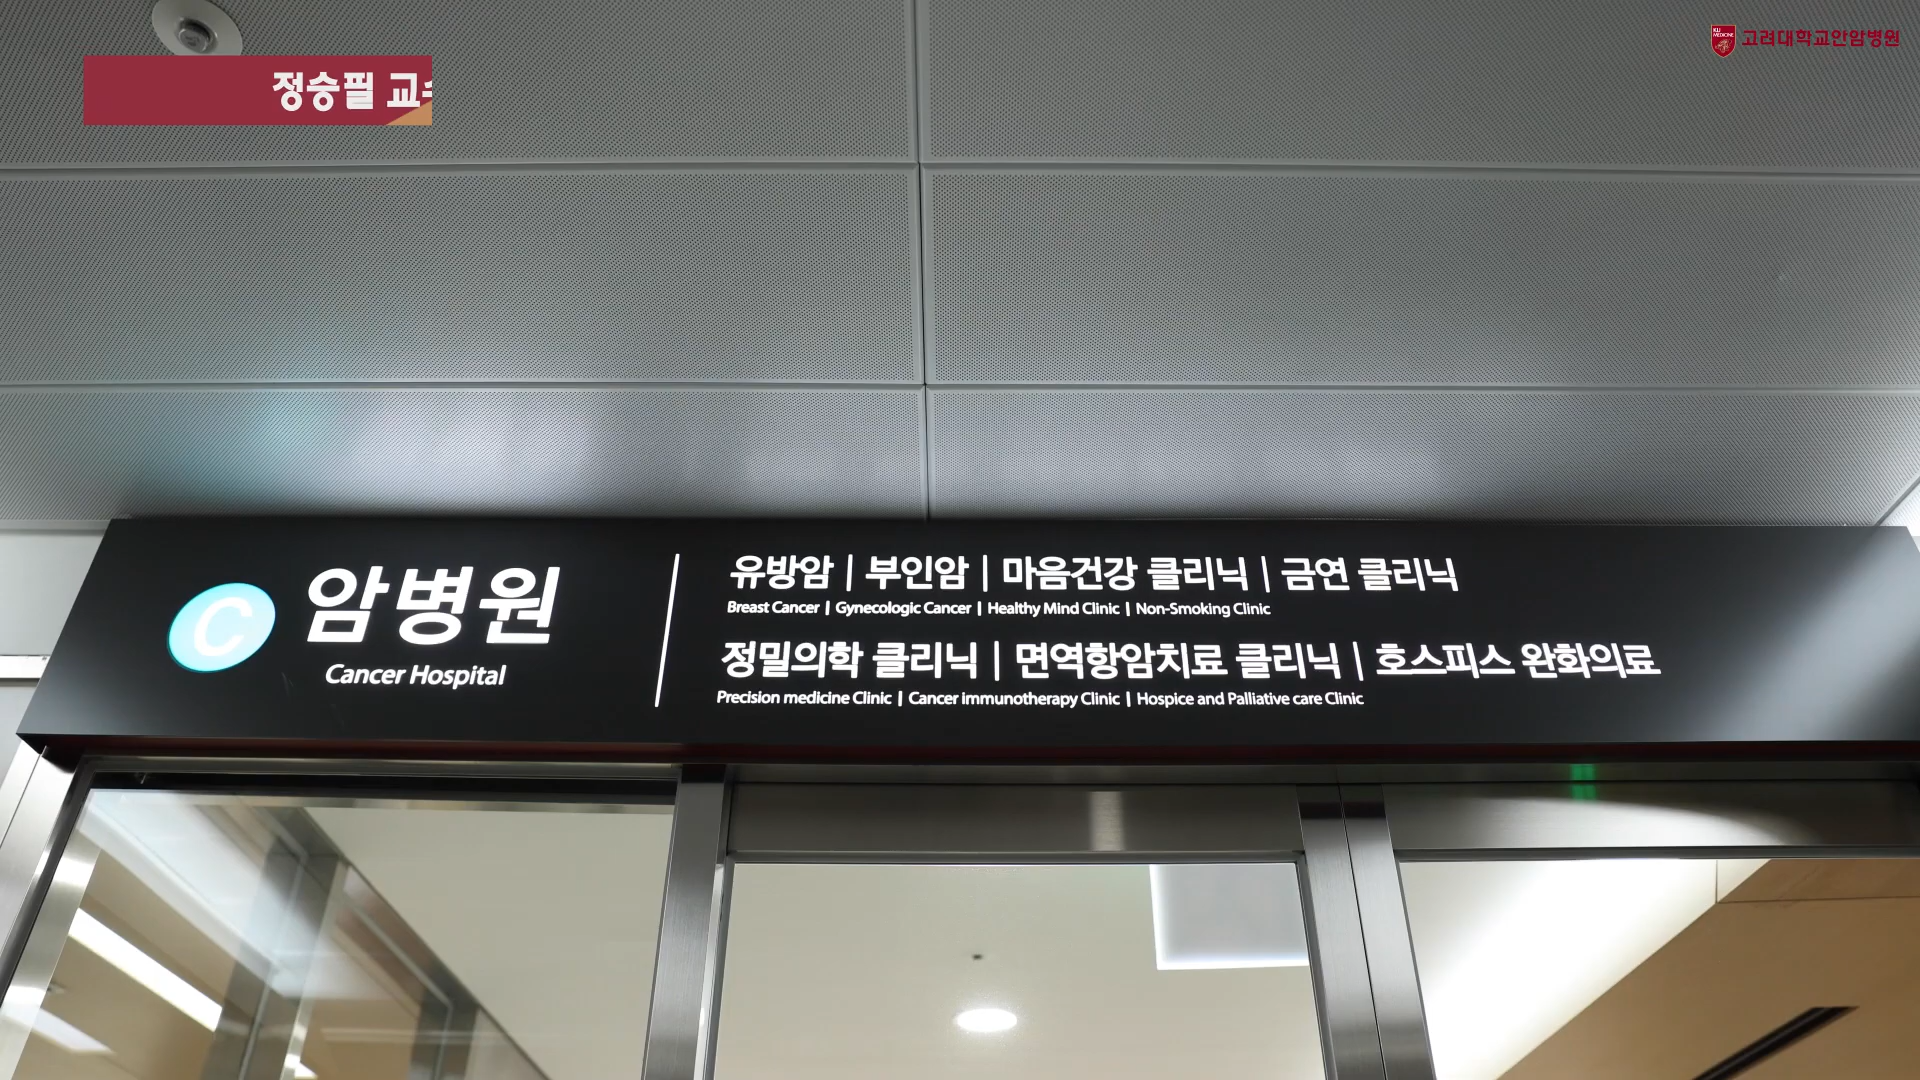 정승필 교
KU MEDICINE
고려대학교안암병원
C
암병원
Cancer Hospital
유방암 | 부인암 | 마음건강 클리닉 | 금연 클리닉
Breast Cancer | Gynecologic Cancer | Healthy Mind Clinic | Non-Smoking Clinic
정밀의학 클리닉 | 면역항암치료 클리닉 | 호스피스 완화의료
Precision medicine Clinic | Cancer immunotherapy Clinic | Hospice and Palliative care Clinic